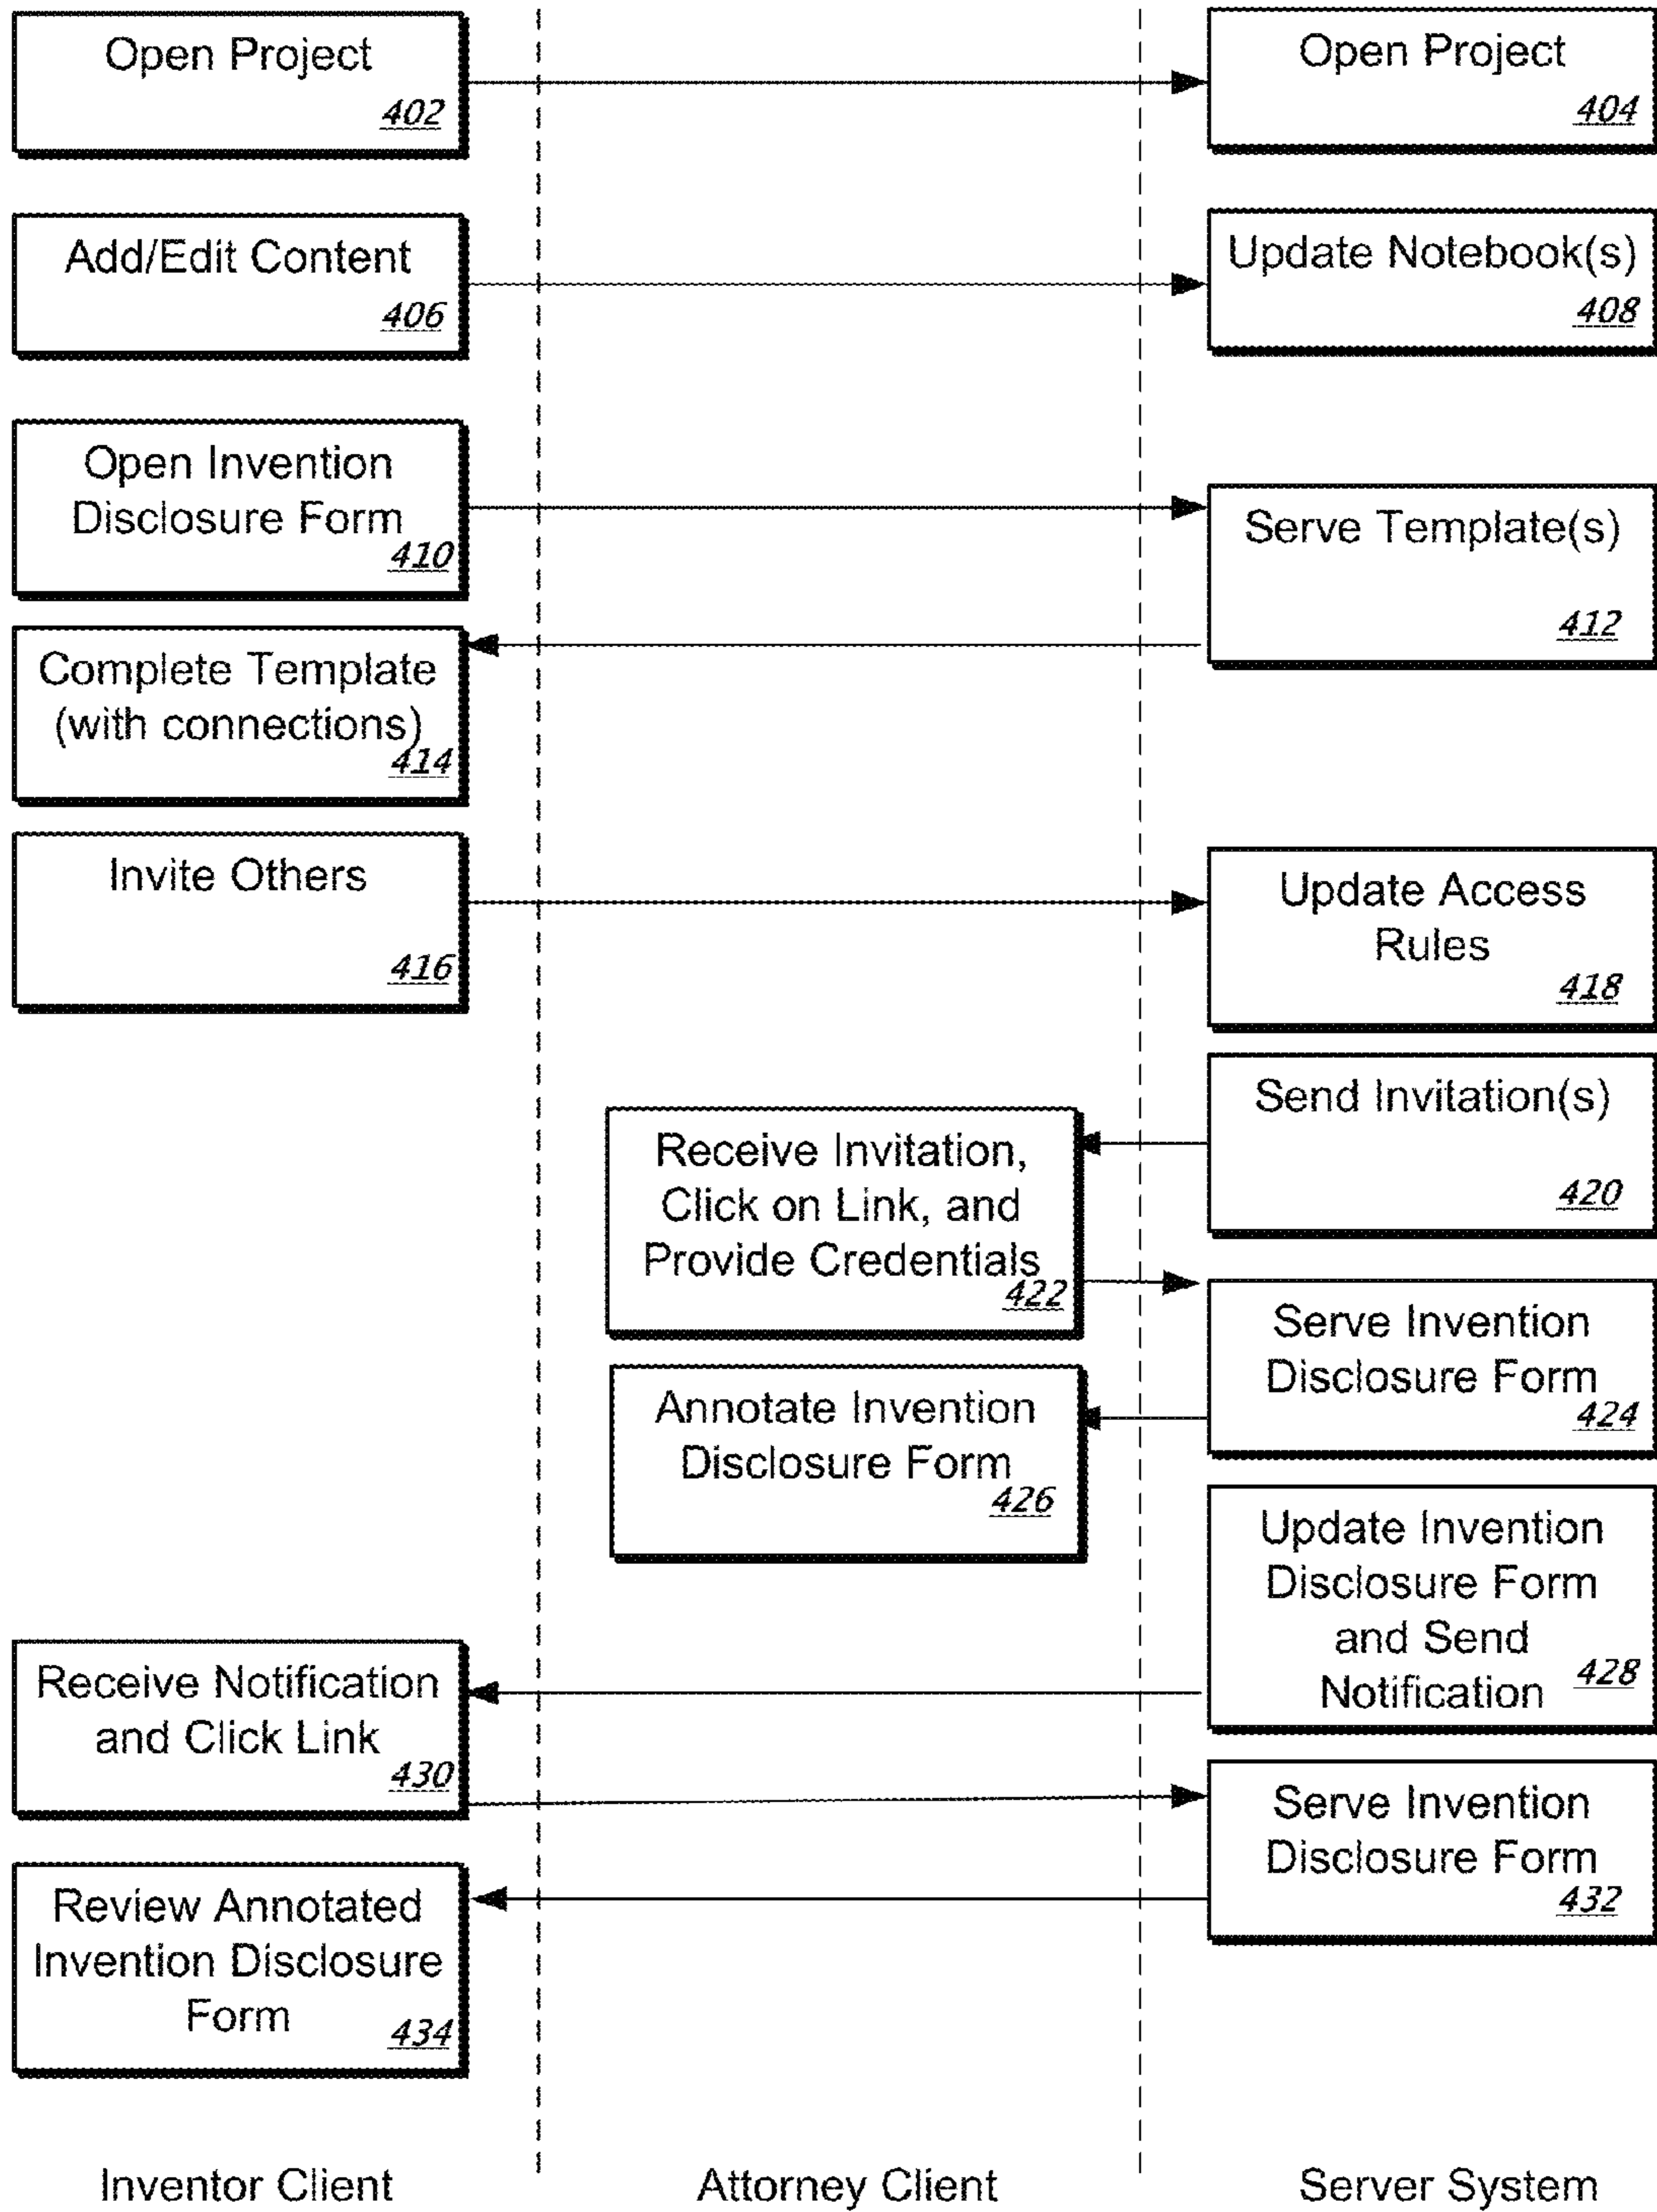 Open Project
402
Open Project
404
Add/Edit Content
406
Update Notebook(s)
408
Open Invention
Disclosure Form
410
Serve Template(s)
412
Complete Template
(with connections)
414
Invite Others
416
Update Access
Rules
418
Send Invitation(s)
420
Receive Invitation,
Click on Link, and
Provide Credentials
422
Serve Invention
Disclosure Form
424
Annotate Invention
Disclosure Form
426
Update Invention
Disclosure Form
and Send
Notification
428
Receive Notification
and Click Link
430
Serve Invention
Disclosure Form
432
Review Annotated
Invention Disclosure
Form
434
Inventor Client
Attorney Client
Server System